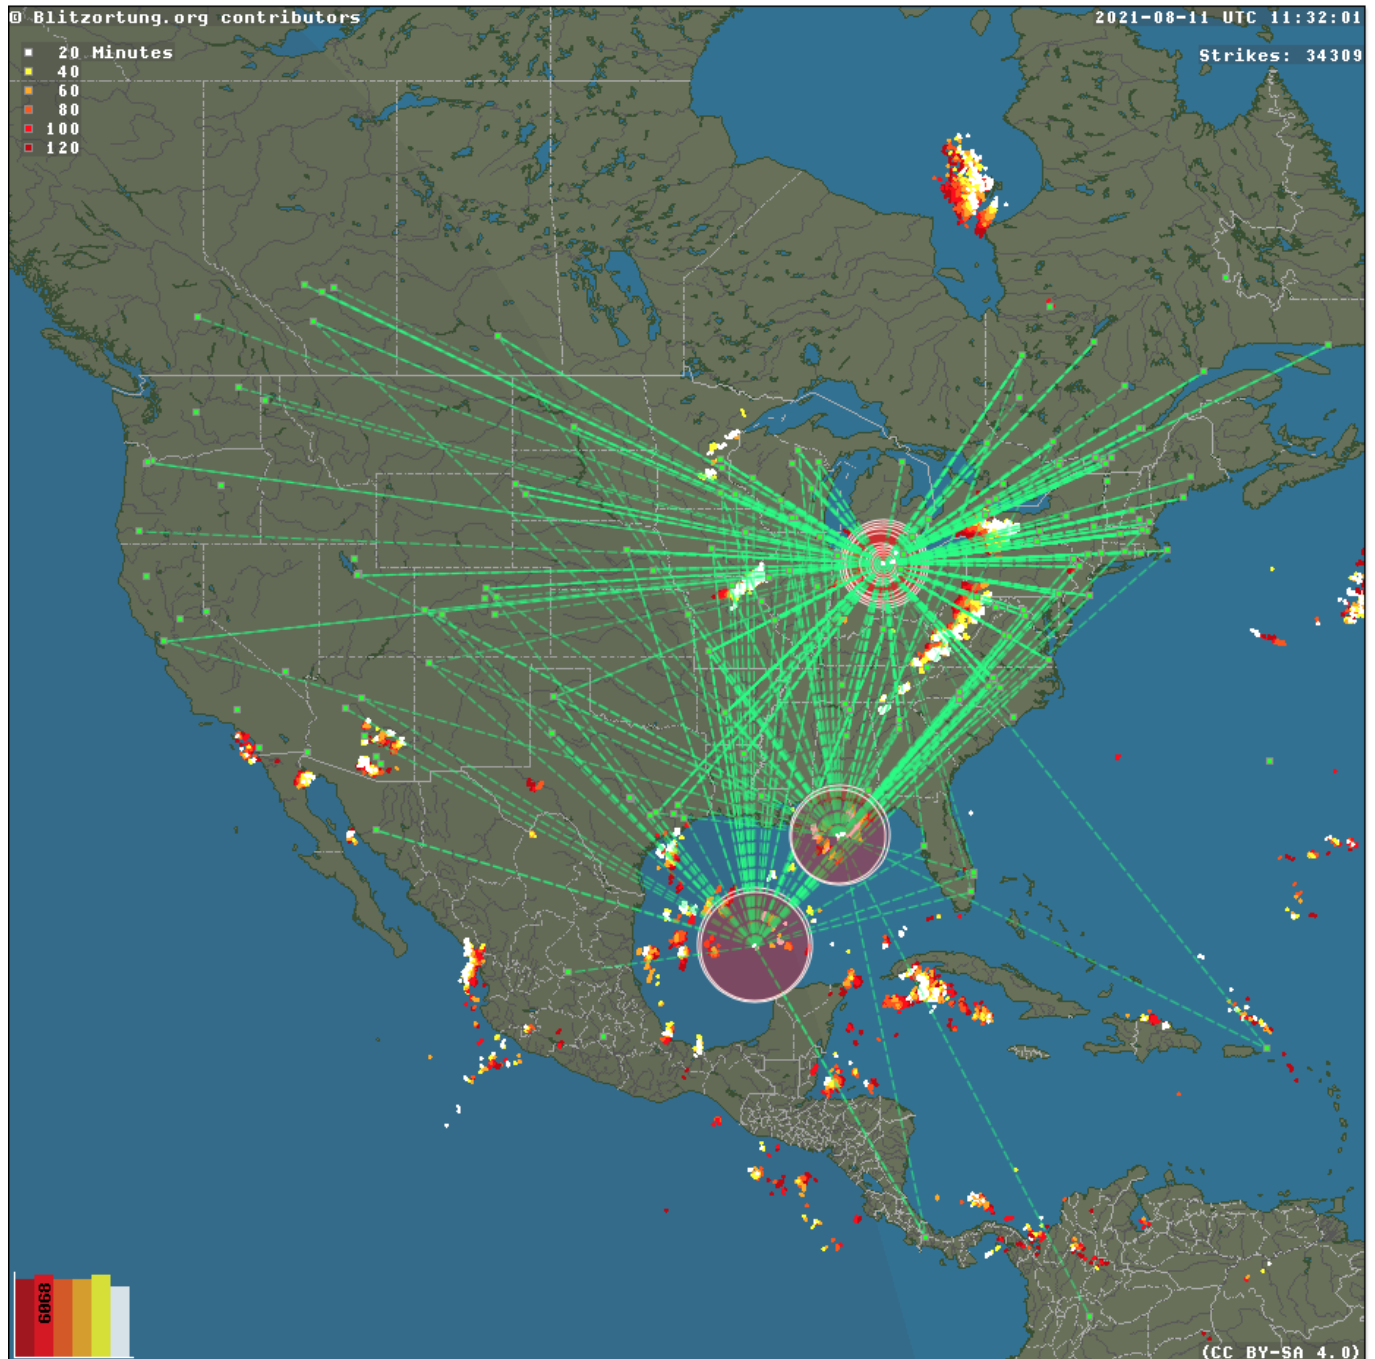 © Blitzortung.org contributors
2021-08-11 UTC 11:32:01
Strikes: 34309
20 Minutes
40
60
80
100
120
6068
(CC BY-SA 4.0)